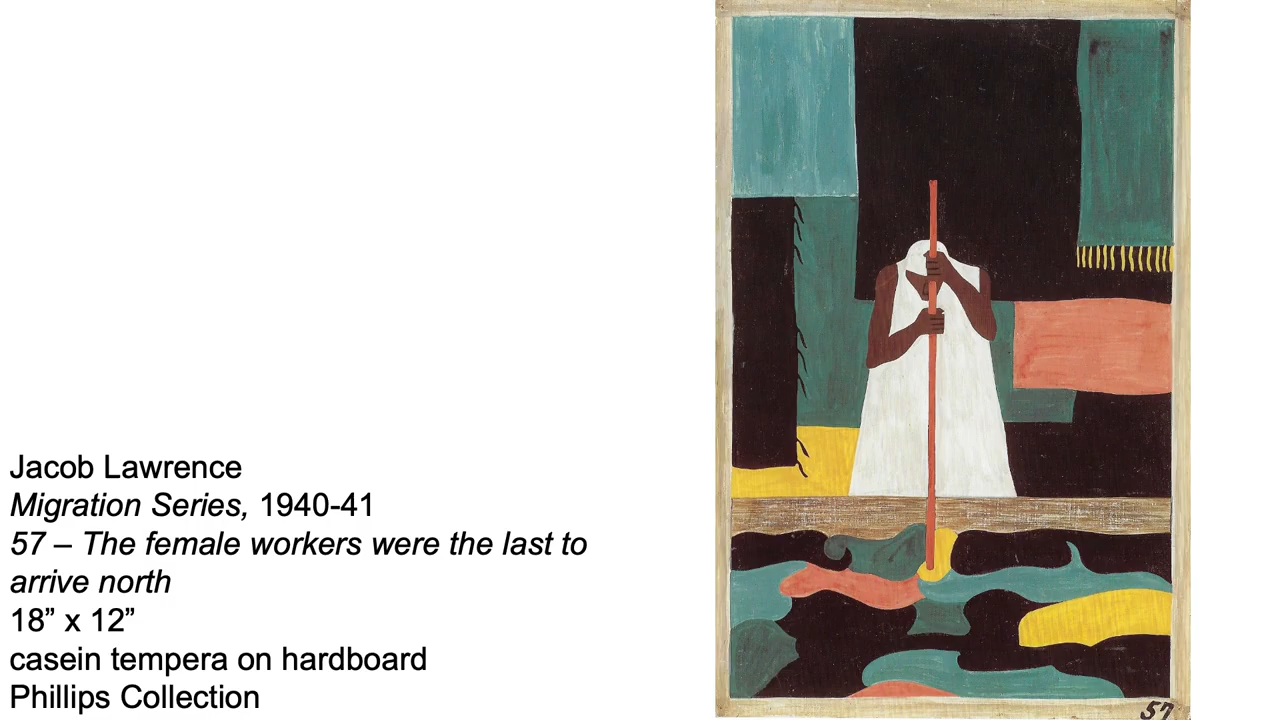 Jacob Lawrence
Migration Series, 1940-41
57 – The female workers were the last to
arrive north
18” x 12”
casein tempera on hardboard
Phillips Collection
57